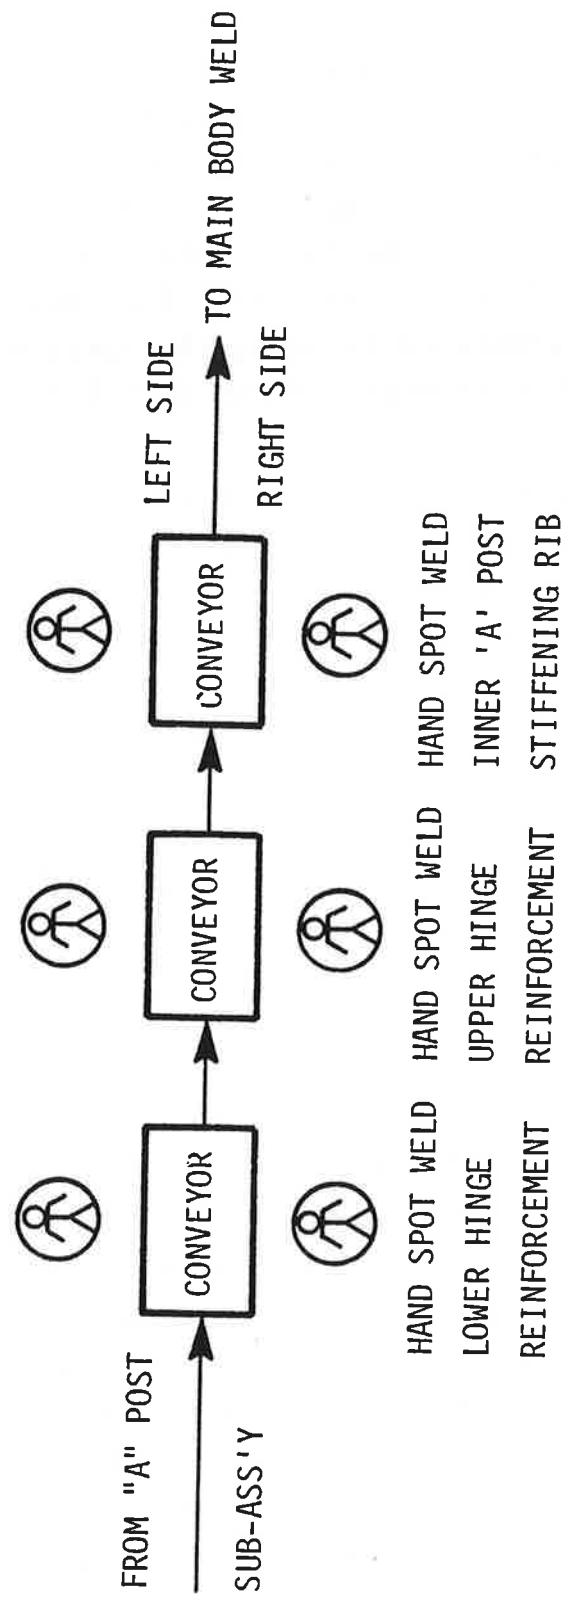 FROM "A" POST
SUB-ASS'Y
CONVEYOR
CONVEYOR
CONVEYOR
LEFT SIDE
TO MAIN BODY WELD
RIGHT SIDE
HAND SPOT WELD
LOWER HINGE
REINFORCEMENT
HAND SPOT WELD
UPPER HINGE
REINFORCEMENT
HAND SPOT WELD
INNER 'A' POST
STIFFENING RIB